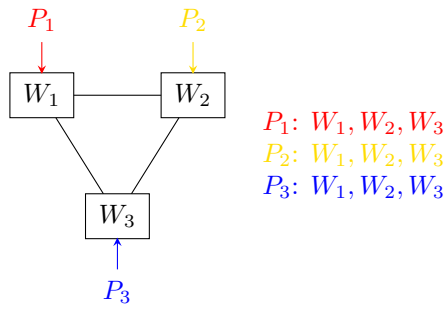 P₁
P₂
W₁
W₂
P₁: W₁, W₂, W₃
P₂: W₁, W₂, W₃
P₃: W₁, W₂, W₃
W₃
P₃